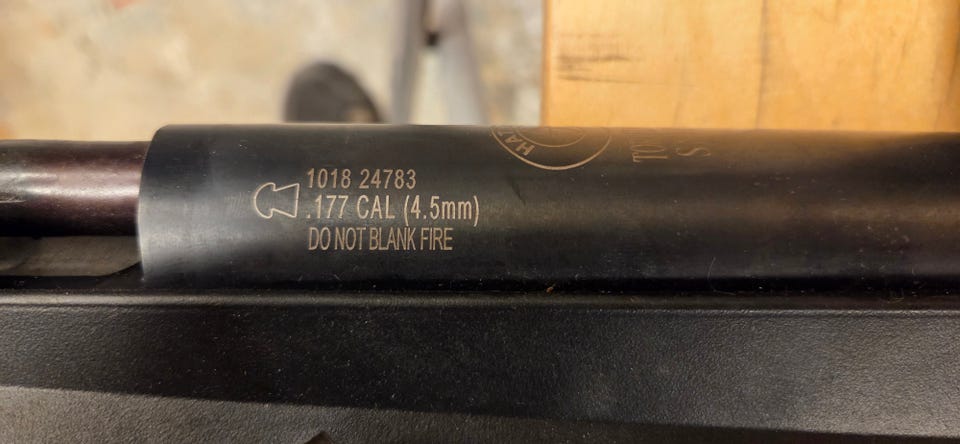 1018 24783
.177 CAL (4.5mm)
DO NOT BLANK FIRE